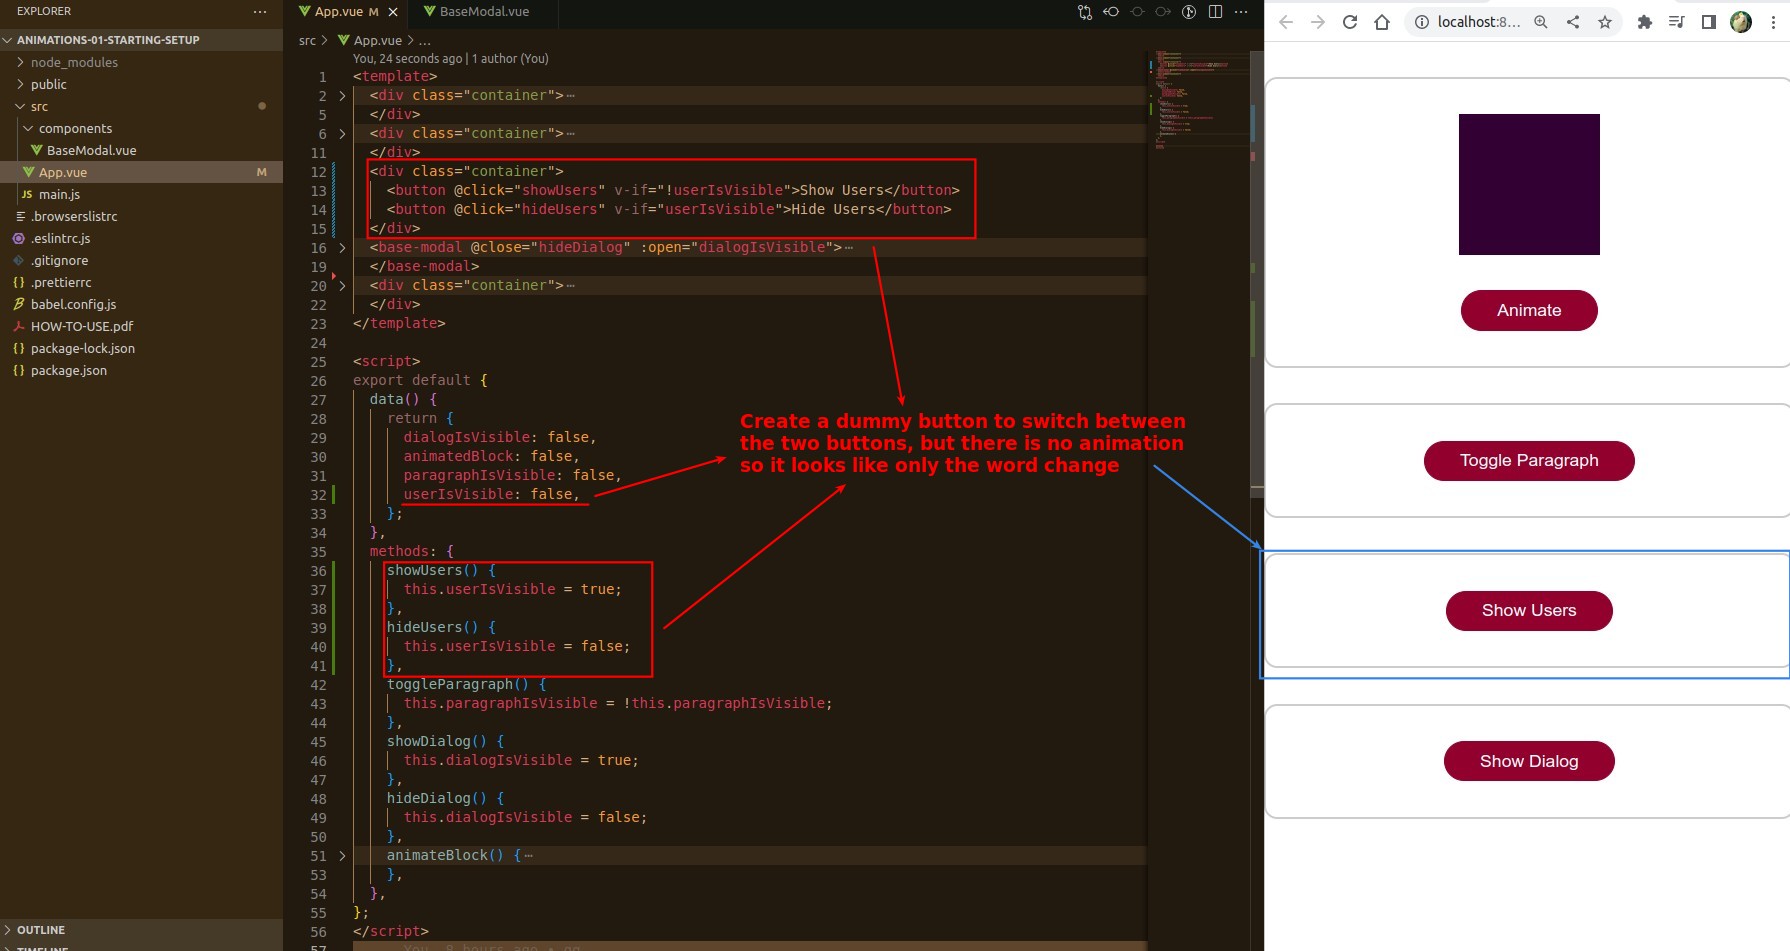 EXPLORER
ANIMATIONS-01-STARTING-SETUP
node_modules
public
src
components
BaseModal.vue
App.vue M
JS main.js
.browserslistrc
.eslintrc.js
.gitignore
{} .prettierrc
babel.config.js
HOW-TO-USE.pdf
{} package-lock.json
{} package.json
OUTLINE
TIMELINE
App.vue M
BaseModal.vue
src > App.vue > ...
You, 24 seconds ago | 1 author (You)
1 <template>
2 <div class="container">⋯
5 </div>
6 <div class="container">⋯
11 </div>
12 <div class="container">
13 <button @click="showUsers" v-if="!userIsVisible">Show Users</button>
14 <button @click="hideUsers" v-if="userIsVisible">Hide Users</button>
15 </div>
16 <base-modal @close="hideDialog" :open="dialogIsVisible">⋯
19 </base-modal>
20 <div class="container">⋯
22 </div>
23 </template>
24
25 <script>
26 export default {
27 data() {
28 return {
29 dialogIsVisible: false,
30 animatedBlock: false,
31 paragraphIsVisible: false,
32 userIsVisible: false,
33 };
34 },
35 methods: {
36 showUsers() {
37 this.userIsVisible = true;
38 },
39 hideUsers() {
40 this.userIsVisible = false;
41 },
42 toggleParagraph() {
43 this.paragraphIsVisible = !this.paragraphIsVisible;
44 },
45 showDialog() {
46 this.dialogIsVisible = true;
47 },
48 hideDialog() {
49 this.dialogIsVisible = false;
50 },
51 animateBlock() {⋯
53 },
54 },
55 };
56 </script>
57
Create a dummy button to switch between
the two buttons, but there is no animation
so it looks like only the word change
localhost:8...
Animate
Toggle Paragraph
Show Users
Show Dialog